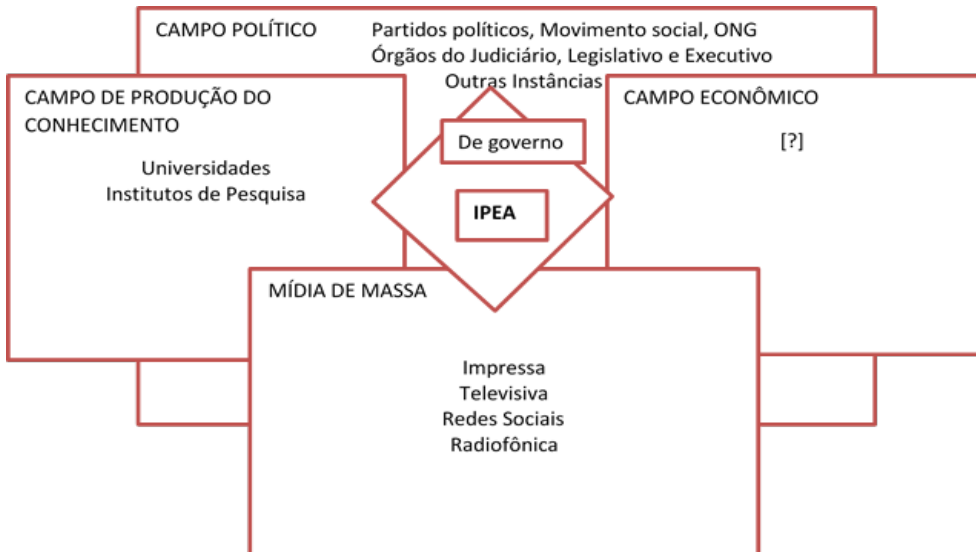 CAMPO POLÍTICO
Partidos políticos, Movimento social, ONG
Órgãos do Judiciário, Legislativo e Executivo
Outras Instâncias
CAMPO DE PRODUÇÃO DO
CONHECIMENTO
Universidades
Institutos de Pesquisa
De governo
IPEA
CAMPO ECONÔMICO
[?]
MÍDIA DE MASSA
Impressa
Televisiva
Redes Sociais
Radiofônica